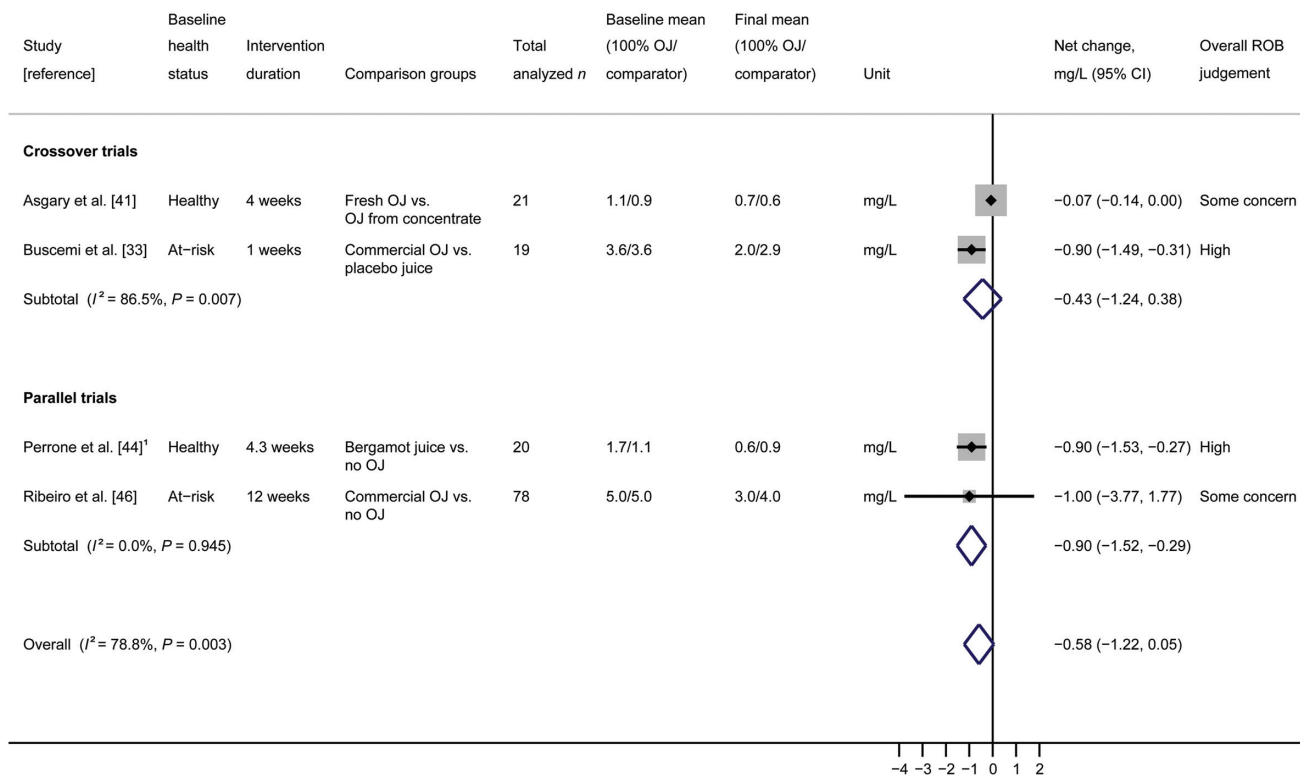 Baseline Baseline mean Final mean
Study health Intervention Total (100% OJ/ (100% OJ/ Net change, Overall ROB
[reference] status duration Comparison groups analyzed n comparator) comparator) Unit mg/L (95% CI) judgement
Crossover trials
Asgary et al. [41] Healthy 4 weeks Fresh OJ vs. 21 1.1/0.9 0.7/0.6 mg/L −0.07 (−0.14, 0.00) Some concern
OJ from concentrate
Buscemi et al. [33] At−risk 1 weeks Commercial OJ vs. 19 3.6/3.6 2.0/2.9 mg/L −0.90 (−1.49, −0.31) High
placebo juice
Subtotal (I² = 86.5%, P = 0.007) −0.43 (−1.24, 0.38)
Parallel trials
Perrone et al. [44]¹ Healthy 4.3 weeks Bergamot juice vs. 20 1.7/1.1 0.6/0.9 mg/L −0.90 (−1.53, −0.27) High
no OJ
Ribeiro et al. [46] At−risk 12 weeks Commercial OJ vs. 78 5.0/5.0 3.0/4.0 mg/L −1.00 (−3.77, 1.77) Some concern
no OJ
Subtotal (I² = 0.0%, P = 0.945) −0.90 (−1.52, −0.29)
Overall (I² = 78.8%, P = 0.003) −0.58 (−1.22, 0.05)
−4 −3 −2 −1 0 1 2